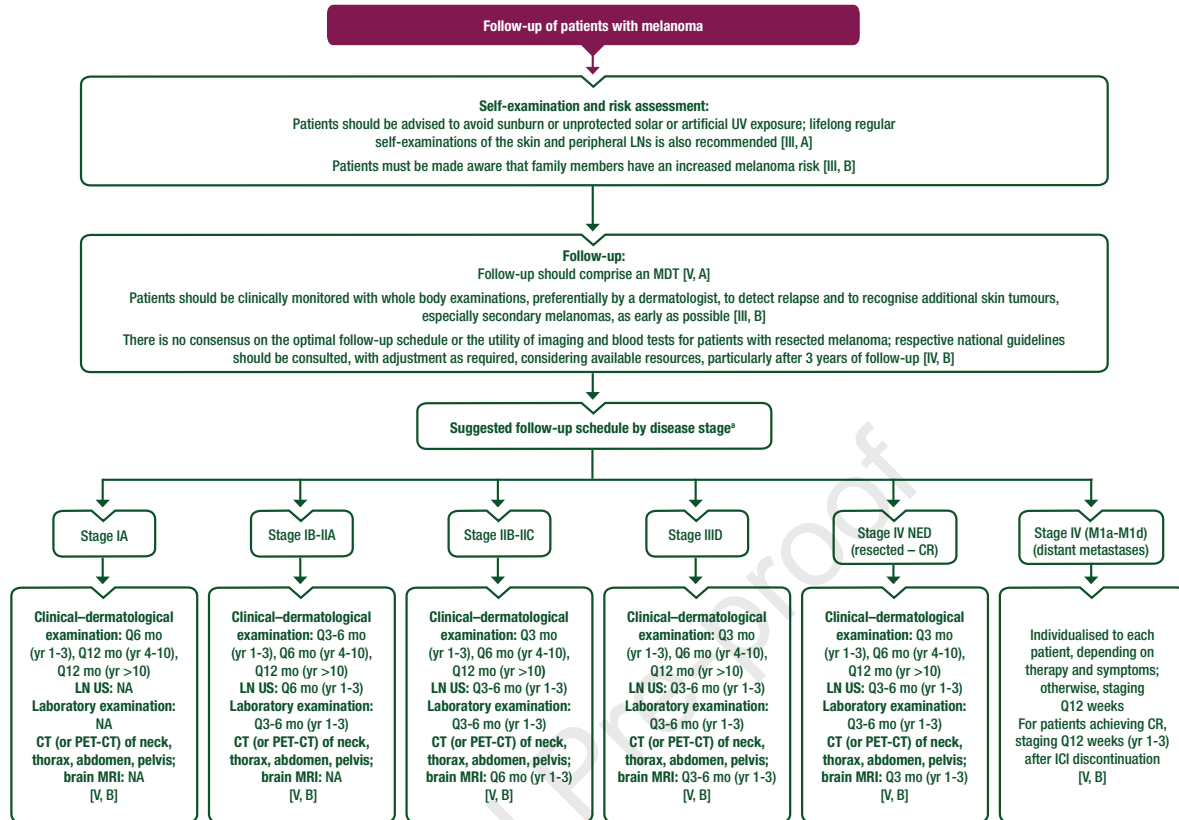 Follow-up of patients with melanoma
Self-examination and risk assessment:
Patients should be advised to avoid sunburn or unprotected solar or artificial UV exposure; lifelong regular
self-examinations of the skin and peripheral LNs is also recommended [III, A]
Patients must be made aware that family members have an increased melanoma risk [III, B]
Follow-up:
Follow-up should comprise an MDT [V, A]
Patients should be clinically monitored with whole body examinations, preferentially by a dermatologist, to detect relapse and to recognise additional skin tumours,
especially secondary melanomas, as early as possible [III, B]
There is no consensus on the optimal follow-up schedule or the utility of imaging and blood tests for patients with resected melanoma; respective national guidelines
should be consulted, with adjustment as required, considering available resources, particularly after 3 years of follow-up [IV, B]
Suggested follow-up schedule by disease stageᵃ
Stage IA
Clinical–dermatological
examination: Q6 mo
(yr 1-3), Q12 mo (yr 4-10),
Q12 mo (yr >10)
LN US: NA
Laboratory examination:
NA
CT (or PET-CT) of neck,
thorax, abdomen, pelvis;
brain MRI: NA
[V, B]
Stage IB-IIA
Clinical–dermatological
examination: Q3-6 mo
(yr 1-3), Q6 mo (yr 4-10),
Q12 mo (yr >10)
LN US: Q6 mo (yr 1-3)
Laboratory examination:
Q3-6 mo (yr 1-3)
CT (or PET-CT) of neck,
thorax, abdomen, pelvis;
brain MRI: NA
[V, B]
Stage IIB-IIC
Clinical–dermatological
examination: Q3 mo
(yr 1-3), Q6 mo (yr 4-10),
Q12 mo (yr >10)
LN US: Q3-6 mo (yr 1-3)
Laboratory examination:
Q3-6 mo (yr 1-3)
CT (or PET-CT) of neck,
thorax, abdomen, pelvis;
brain MRI: Q6 mo (yr 1-3)
[V, B]
Stage IIID
Clinical–dermatological
examination: Q3 mo
(yr 1-3), Q6 mo (yr 4-10),
Q12 mo (yr >10)
LN US: Q3-6 mo (yr 1-3)
Laboratory examination:
Q3-6 mo (yr 1-3)
CT (or PET-CT) of neck,
thorax, abdomen, pelvis;
brain MRI: Q3-6 mo (yr 1-3)
[V, B]
Stage IV NED
(resected – CR)
Clinical–dermatological
examination: Q3 mo
(yr 1-3), Q6 mo (yr 4-10),
Q12 mo (yr >10)
LN US: Q3-6 mo (yr 1-3)
Laboratory examination:
Q3-6 mo (yr 1-3)
CT (or PET-CT) of neck,
thorax, abdomen, pelvis;
brain MRI: Q3 mo (yr 1-3)
[V, B]
Stage IV (M1a-M1d)
(distant metastases)
Individualised to each
patient, depending on
therapy and symptoms;
otherwise, staging
Q12 weeks
For patients achieving CR,
staging Q12 weeks (yr 1-3)
after ICI discontinuation
[V, B]
Pre-proof